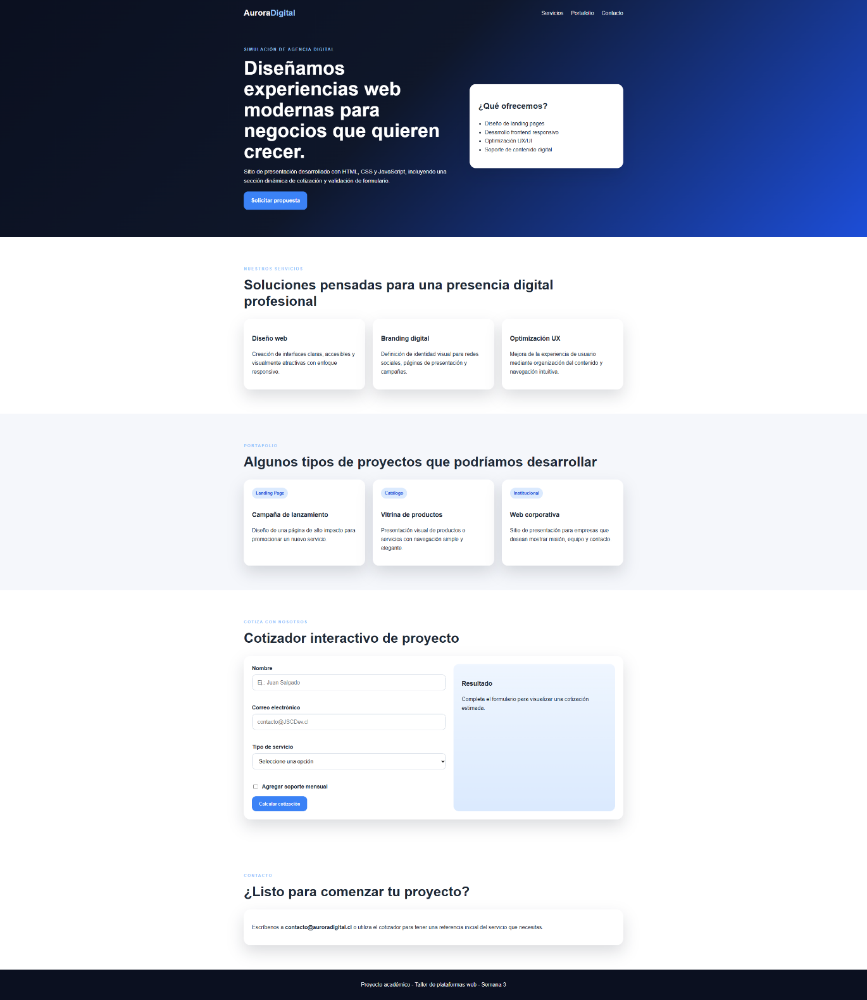 AuroraDigital
Servicios Portafolio Contacto
SIMULACIÓN DE AGENCIA DIGITAL
Diseñamos
experiencias web
modernas para
negocios que quieren
crecer.
Sitio de presentación desarrollado con HTML, CSS y JavaScript, incluyendo una
sección dinámica de cotización y validación de formulario.
Solicitar propuesta
¿Qué ofrecemos?
• Diseño de landing pages
• Desarrollo frontend responsivo
• Optimización UX/UI
• Soporte de contenido digital
NUESTROS SERVICIOS
Soluciones pensadas para una presencia digital
profesional
Diseño web
Creación de interfaces claras, accesibles y
visualmente atractivas con enfoque
responsive.
Branding digital
Definición de identidad visual para redes
sociales, páginas de presentación y
campañas.
Optimización UX
Mejora de la experiencia de usuario
mediante organización del contenido y
navegación intuitiva.
PORTAFOLIO
Algunos tipos de proyectos que podríamos desarrollar
Landing Page
Campaña de lanzamiento
Diseño de una página de alto impacto para
promocionar un nuevo servicio.
Catálogo
Vitrina de productos
Presentación visual de productos o
servicios con navegación simple y
elegante.
Institucional
Web corporativa
Sitio de presentación para empresas que
desean mostrar misión, equipo y contacto.
COTIZA CON NOSOTROS
Cotizador interactivo de proyecto
Nombre
Ej.: Juan Salgado
Correo electrónico
contacto@JSCDev.cl
Tipo de servicio
Seleccione una opción
Agregar soporte mensual
Calcular cotización
Resultado
Completa el formulario para visualizar una cotización
estimada.
CONTACTO
¿Listo para comenzar tu proyecto?
Escríbenos a contacto@auroradigital.cl o utiliza el cotizador para tener una referencia inicial del servicio que necesitas.
Proyecto académico - Taller de plataformas web - Semana 3